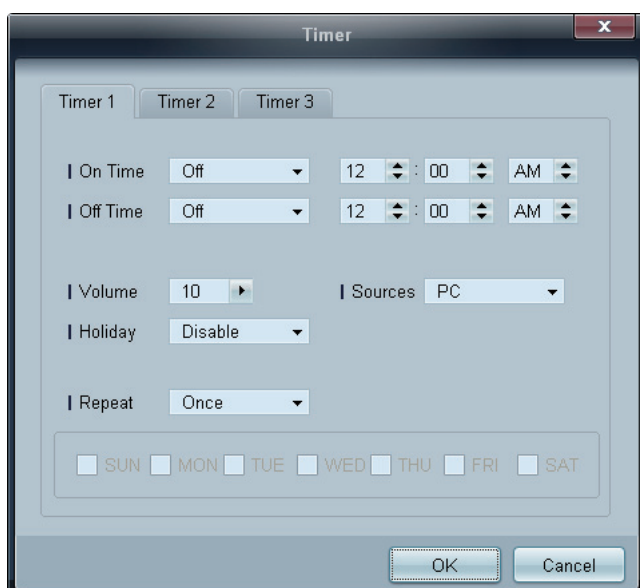 Timer
x
Timer 1 Timer 2 Timer 3
On Time Off 12 : 00 AM
Off Time Off 12 : 00 AM
Volume 10 Sources PC
Holiday Disable
Repeat Once
SUN MON TUE WED THU FRI SAT
OK Cancel